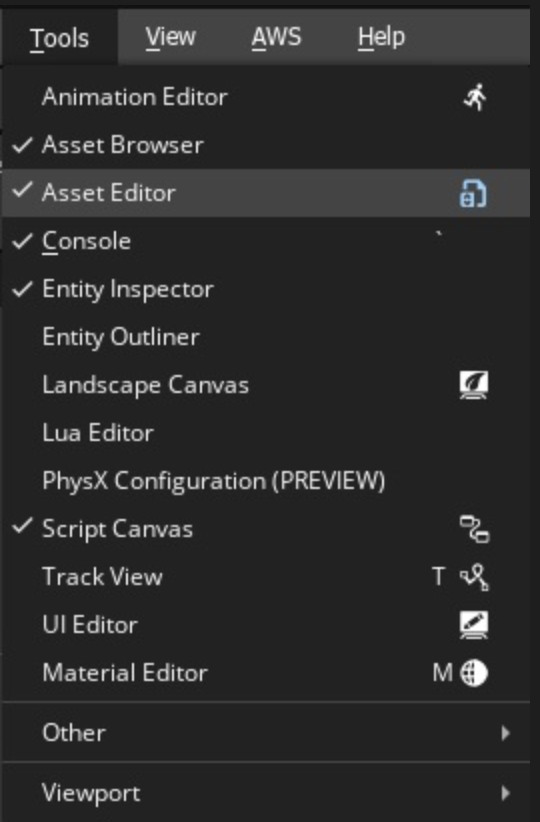 Tools View AWS Help
Animation Editor
Asset Browser
Asset Editor
Console `
Entity Inspector
Entity Outliner
Landscape Canvas
Lua Editor
PhysX Configuration (PREVIEW)
Script Canvas
Track View T
UI Editor
Material Editor M
Other
Viewport